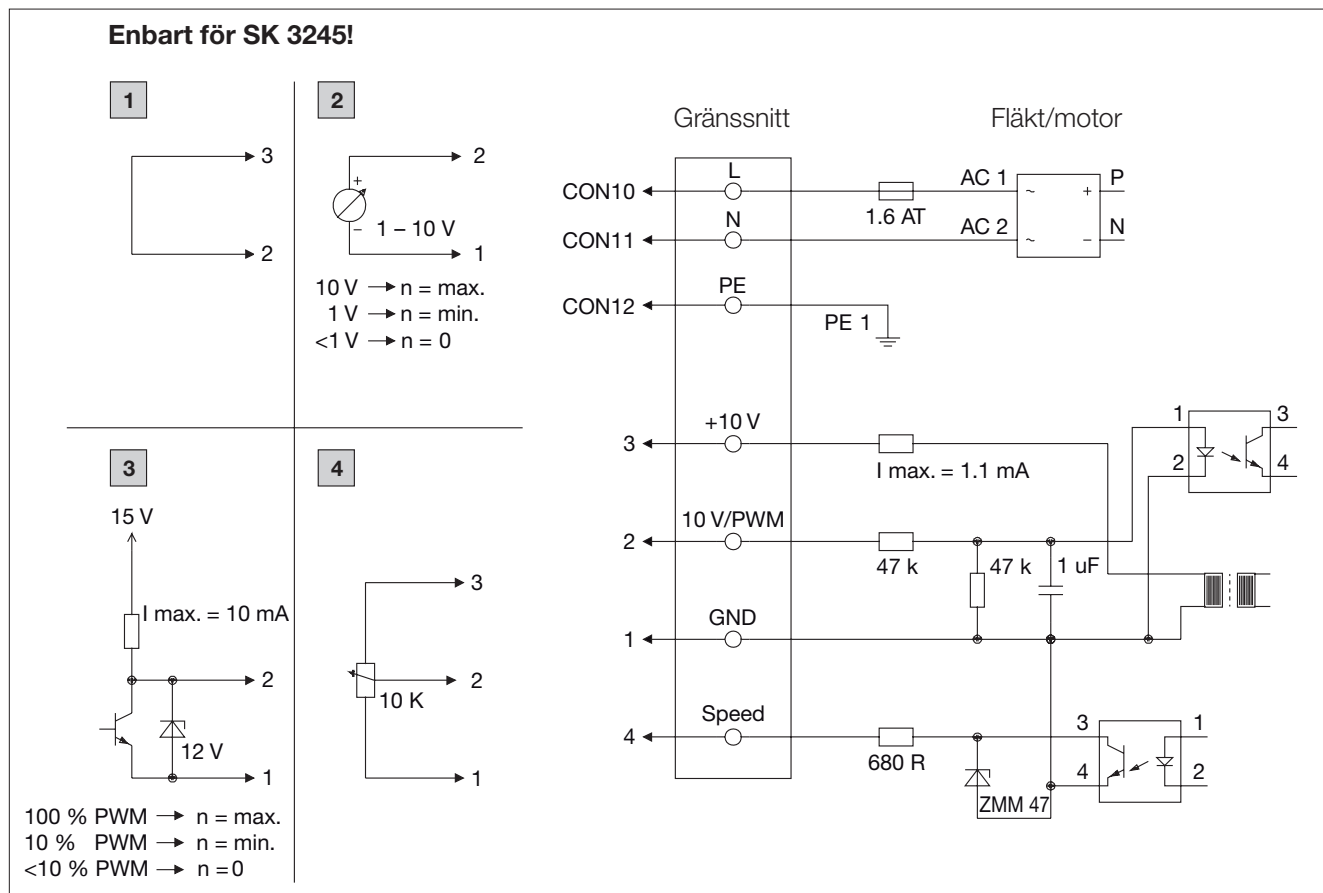 Enbart för SK 3245!
1
3
2
2
2
+
–
1 – 10 V
1
10 V → n = max.
1 V → n = min.
<1 V → n = 0
3
15 V
I max. = 10 mA
2
12 V
1
100 % PWM → n = max.
10 % PWM → n = min.
<10 % PWM → n = 0
4
3
2
10 K
1
Gränssnitt
Fläkt/motor
CON10
L
1.6 AT
AC 1
~
+
P
CON11
N
AC 2
~
–
N
CON12
PE
PE 1
3
+10 V
I max. = 1.1 mA
1
3
2
4
2
10 V/PWM
47 k
47 k
1 uF
1
GND
4
Speed
680 R
ZMM 47
3
1
4
2